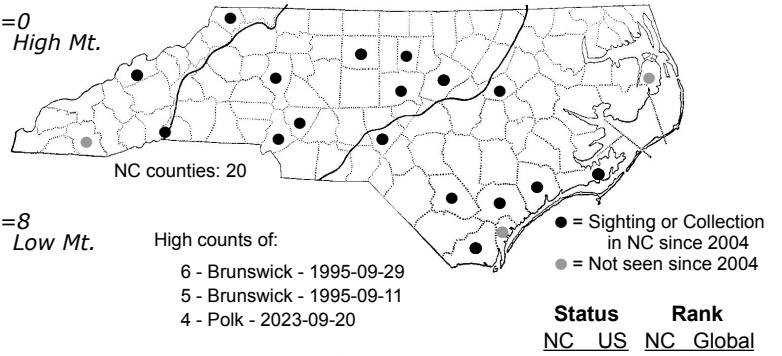 =0
High Mt.
NC counties: 20
=8
Low Mt.
High counts of:
6 - Brunswick - 1995-09-29
5 - Brunswick - 1995-09-11
4 - Polk - 2023-09-20
= Sighting or Collection
in NC since 2004
= Not seen since 2004
Status Rank
NC US NC Global